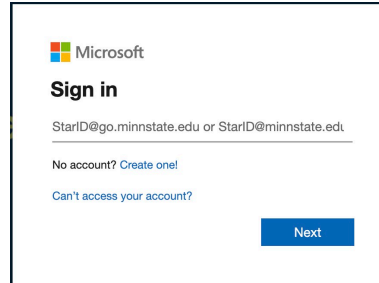 Microsoft
Sign in
StarID@go.minnstate.edu or StarID@minnstate.edu
No account? Create one!
Can't access your account?
Next